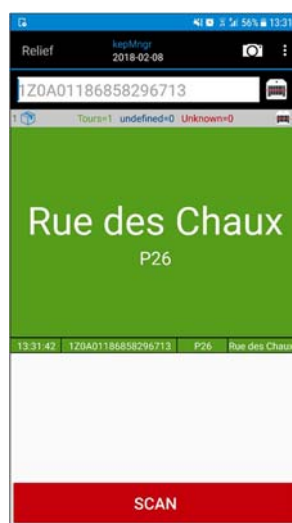 56% 13:31
Relief kepMngr
2018-02-08
1Z0A01186858296713
1 Tours=1 undefined=0 Unknown=0
Rue des Chaux
P26
13:31:42 1Z0A01186858296713 P26 Rue des Chaux
SCAN